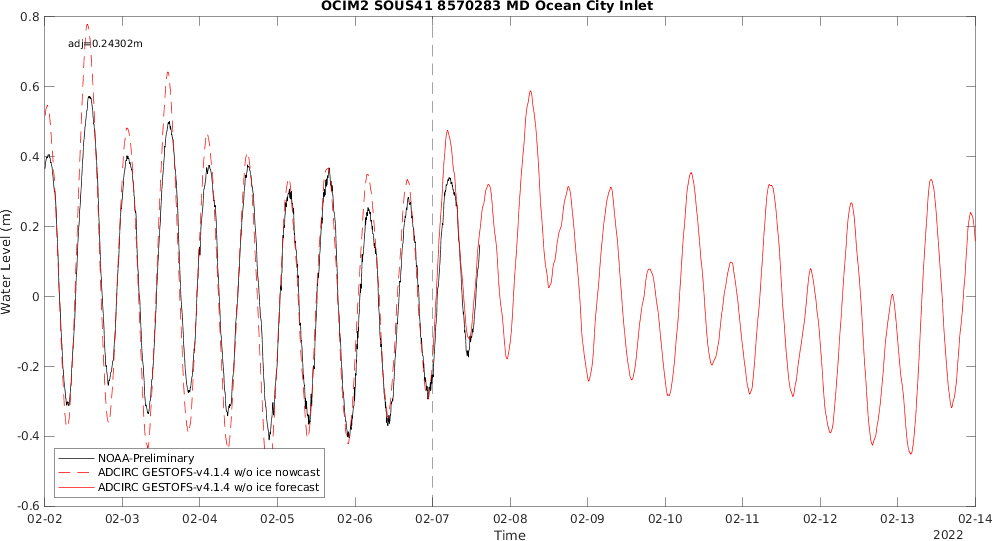 OCIM2 SOUS41 8570283 MD Ocean City Inlet
adj=0.24302m
Water Level (m)
0.8
0.6
0.4
0.2
0
-0.2
-0.4
-0.6
NOAA-Preliminary
ADCIRC GESTOFS-v4.1.4 w/o ice nowcast
ADCIRC GESTOFS-v4.1.4 w/o ice forecast
02-02 02-03 02-04 02-05 02-06 02-07 02-08 02-09 02-10 02-11 02-12 02-13 02-14
Time
2022